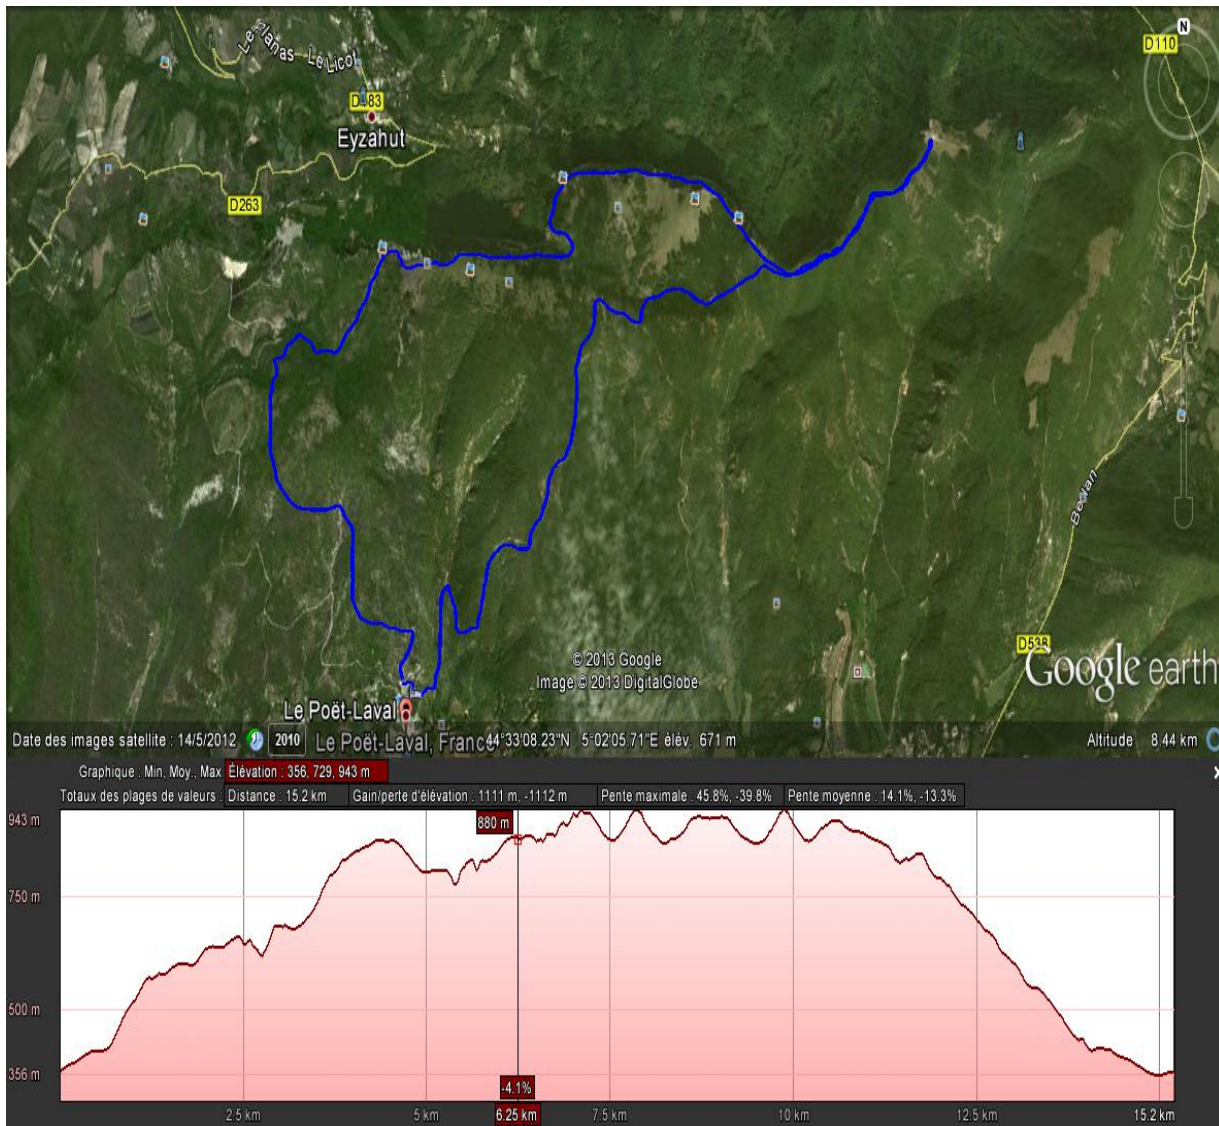 Le Planas
Le Licot
D110
D183
Eyzahut
D263
N
D538
© 2013 Google
Image © 2013 DigitalGlobe
Google earth
Le Poët-Laval
Le Poët-Laval, France
Date des images satellite : 14/5/2012
2010
44°33'08.23"N 5°02'05.71"E élév. 671 m
Altitude 8.44 km
Graphique : Min, Moy., Max Élévation : 356, 729, 943 m
Totaux des plages de valeurs : Distance : 15.2 km Gain/perte d'élévation : 1111 m, -1112 m Pente maximale : 45.8%, -39.8% Pente moyenne : 14.1%, -13.3%
943 m
880 m
750 m
500 m
356 m
-4.1%
2.5 km 5 km 6.25 km 7.5 km 10 km 12.5 km 15.2 km